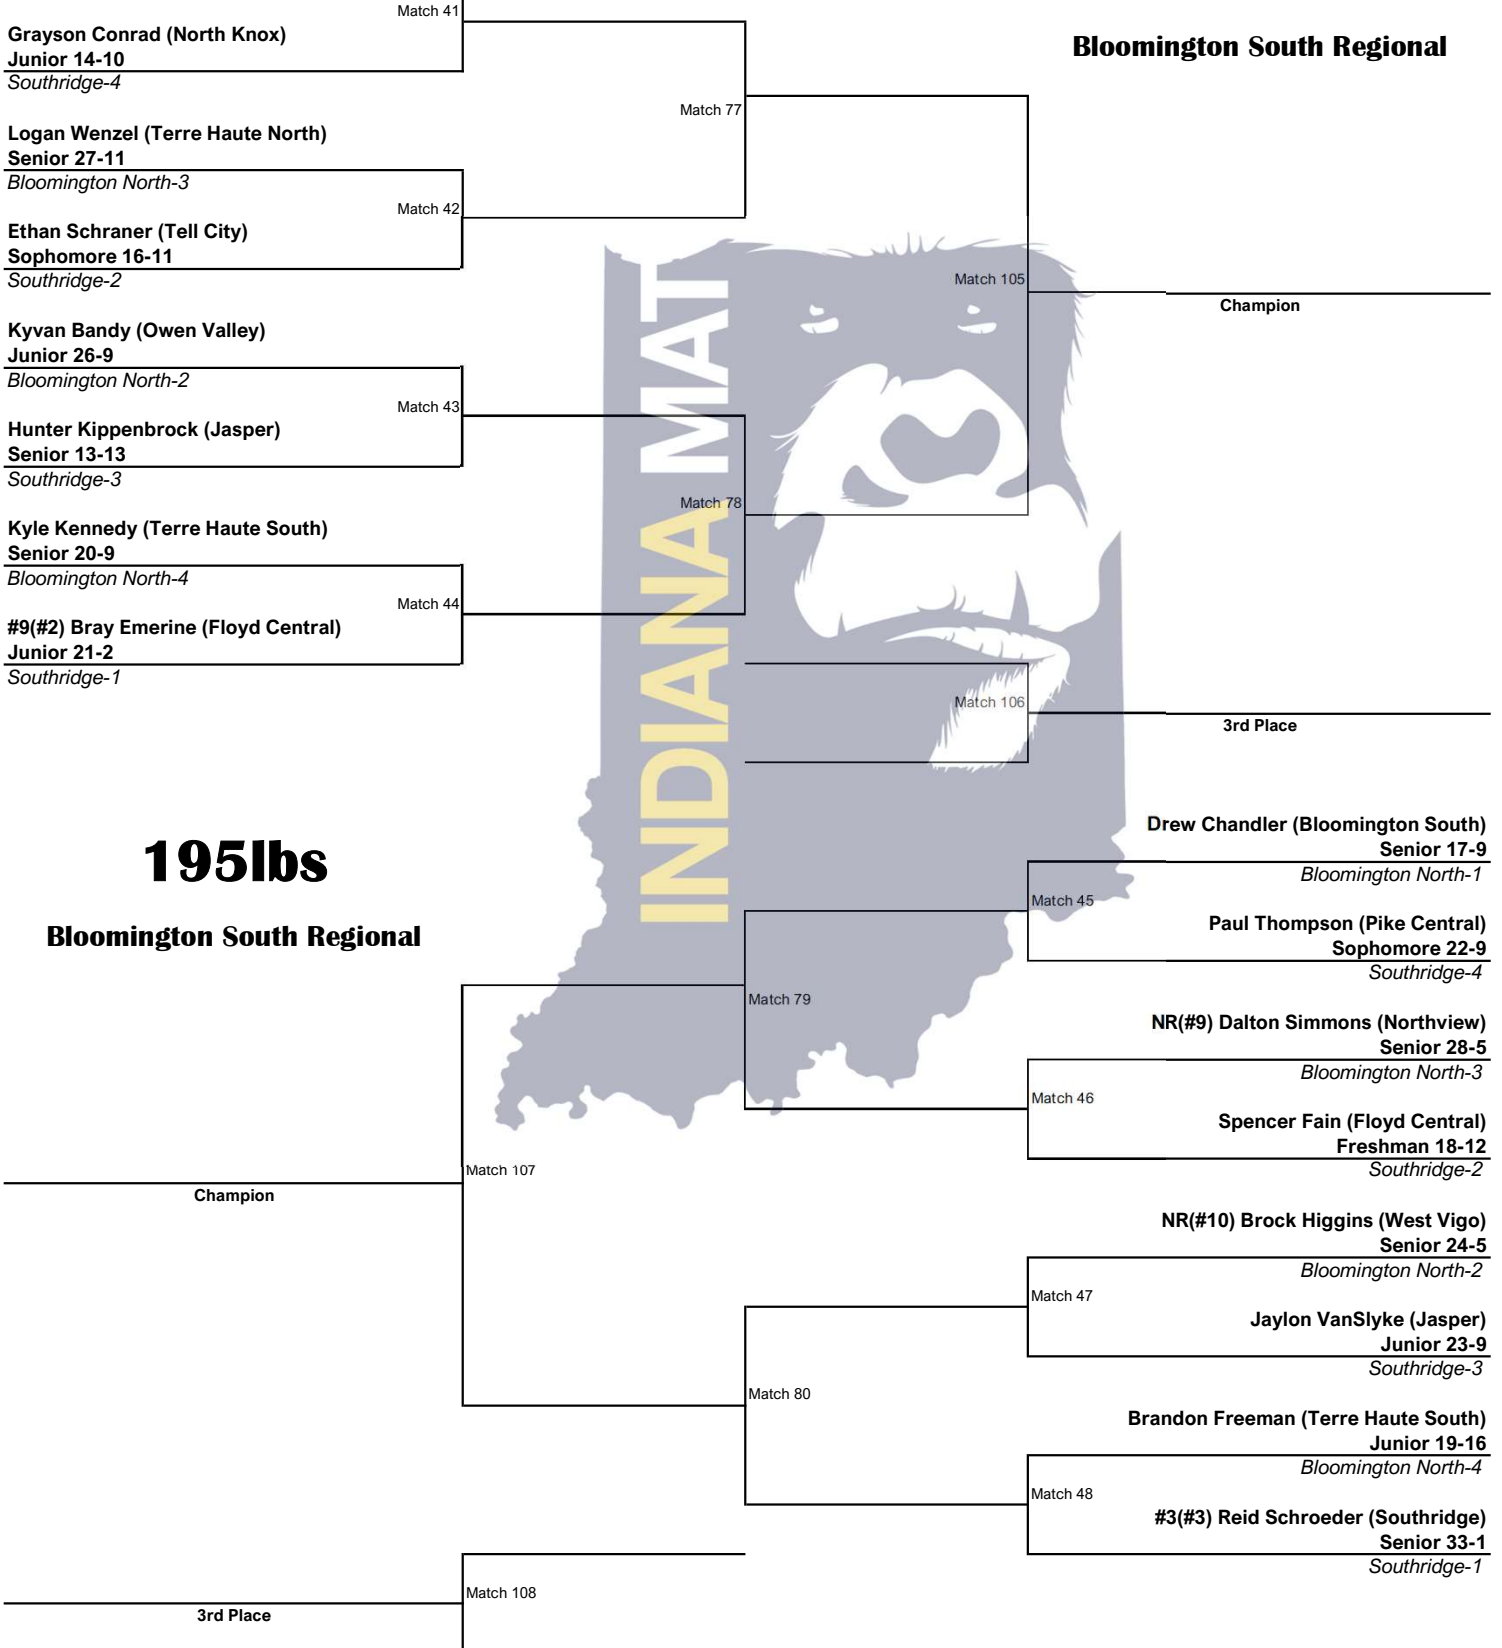 Match 41
Grayson Conrad (North Knox)
Junior 14-10
Southridge-4
Bloomington South Regional
Match 77
Logan Wenzel (Terre Haute North)
Senior 27-11
Bloomington North-3
Match 42
Ethan Schraner (Tell City)
Sophomore 16-11
Southridge-2
Match 105
Champion
Kyvan Bandy (Owen Valley)
Junior 26-9
Bloomington North-2
Match 43
Hunter Kippenbrock (Jasper)
Senior 13-13
Southridge-3
Match 78
Kyle Kennedy (Terre Haute South)
Senior 20-9
Bloomington North-4
Match 44
#9(#2) Bray Emerine (Floyd Central)
Junior 21-2
Southridge-1
Match 106
3rd Place
INDIANA MAT
195lbs
Bloomington South Regional
Drew Chandler (Bloomington South)
Senior 17-9
Bloomington North-1
Match 45
Paul Thompson (Pike Central)
Sophomore 22-9
Southridge-4
Match 79
NR(#9) Dalton Simmons (Northview)
Senior 28-5
Bloomington North-3
Match 46
Spencer Fain (Floyd Central)
Freshman 18-12
Southridge-2
Match 107
Champion
NR(#10) Brock Higgins (West Vigo)
Senior 24-5
Bloomington North-2
Match 47
Jaylon VanSlyke (Jasper)
Junior 23-9
Southridge-3
Match 80
Brandon Freeman (Terre Haute South)
Junior 19-16
Bloomington North-4
Match 48
#3(#3) Reid Schroeder (Southridge)
Senior 33-1
Southridge-1
Match 108
3rd Place